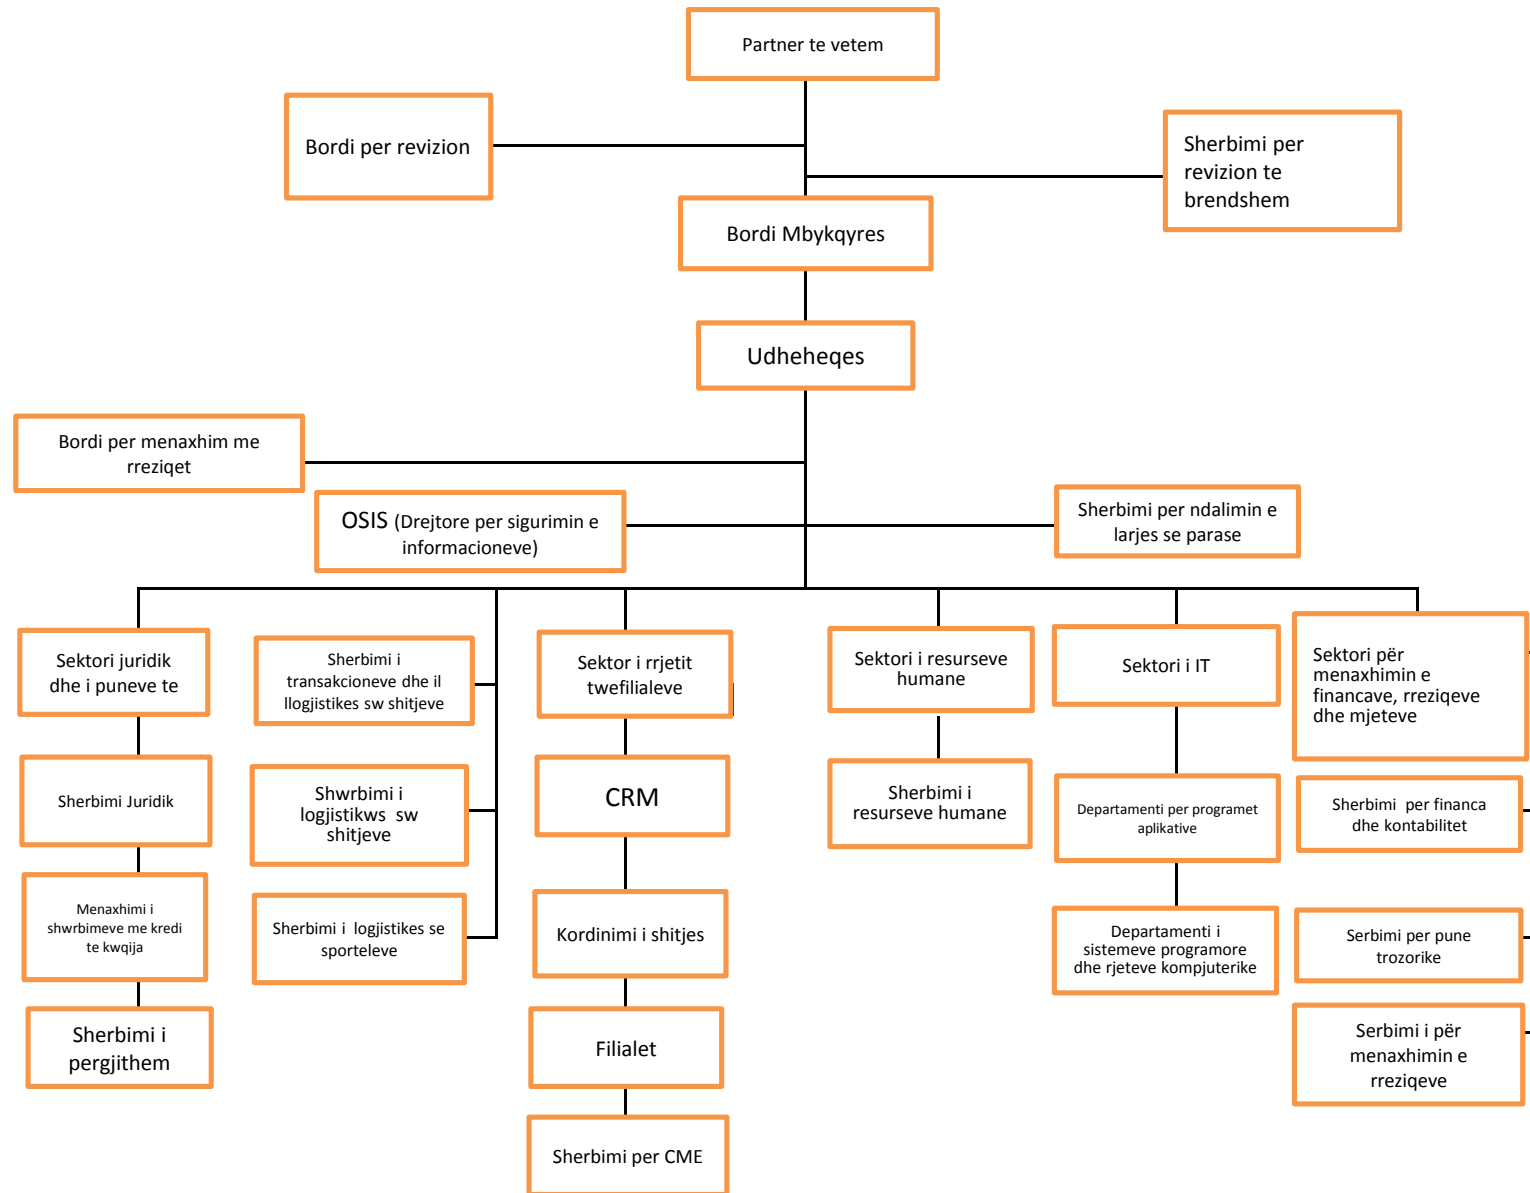 Partner te vetem
Bordi per revizion
Sherbimi per
revizion te
brendshem
Bordi Mbykqyres
Udheheqes
Bordi per menaxhim me
rreziqet
OSIS (Drejtore per sigurimin e
informacioneve)
Sherbimi per ndalimin e
larjes se parase
Sektori juridik
dhe i puneve te
Sherbimi Juridik
Menaxhimi i
shwrbimeve me kredi
te kwqija
Sherbimi i
pergjithem
Sherbimi i
transakcioneve dhe il
llogjistikes sw shitjeve
Shwrbimi i
logjistikws sw
shitjeve
Sherbimi i logjistikes se
sporteleve
Sektor i rrjetit
twefilialeve
CRM
Kordinimi i shitjes
Filialet
Sherbimi per CME
Sektori i resurseve
humane
Sherbimi i
resurseve humane
Sektori i IT
Departamenti per programet
aplikative
Departamenti i
sistemeve programore
dhe rjeteve kompjuterike
Sektori për
menaxhimin e
financave, rreziqeve
dhe mjeteve
Sherbimi per financa
dhe kontabilitet
Serbimi per pune
trozorike
Serbimi i për
menaxhimin e
rreziqeve